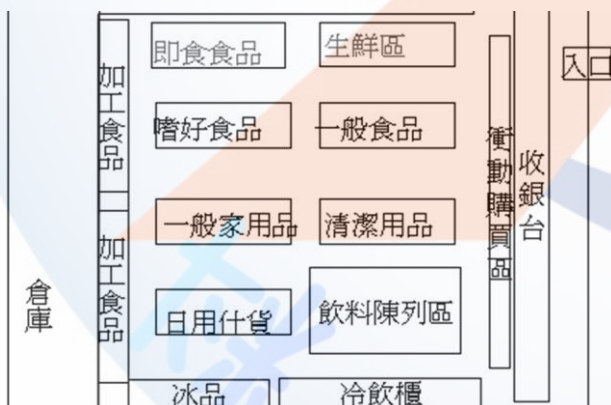 即食食品
生鮮區
入口
加工食品
嗜好食品
一般食品
衝動購買區
收銀台
一般家用品
清潔用品
加工食品
倉庫
日用什貨
飲料陳列區
冰品
冷飲櫃